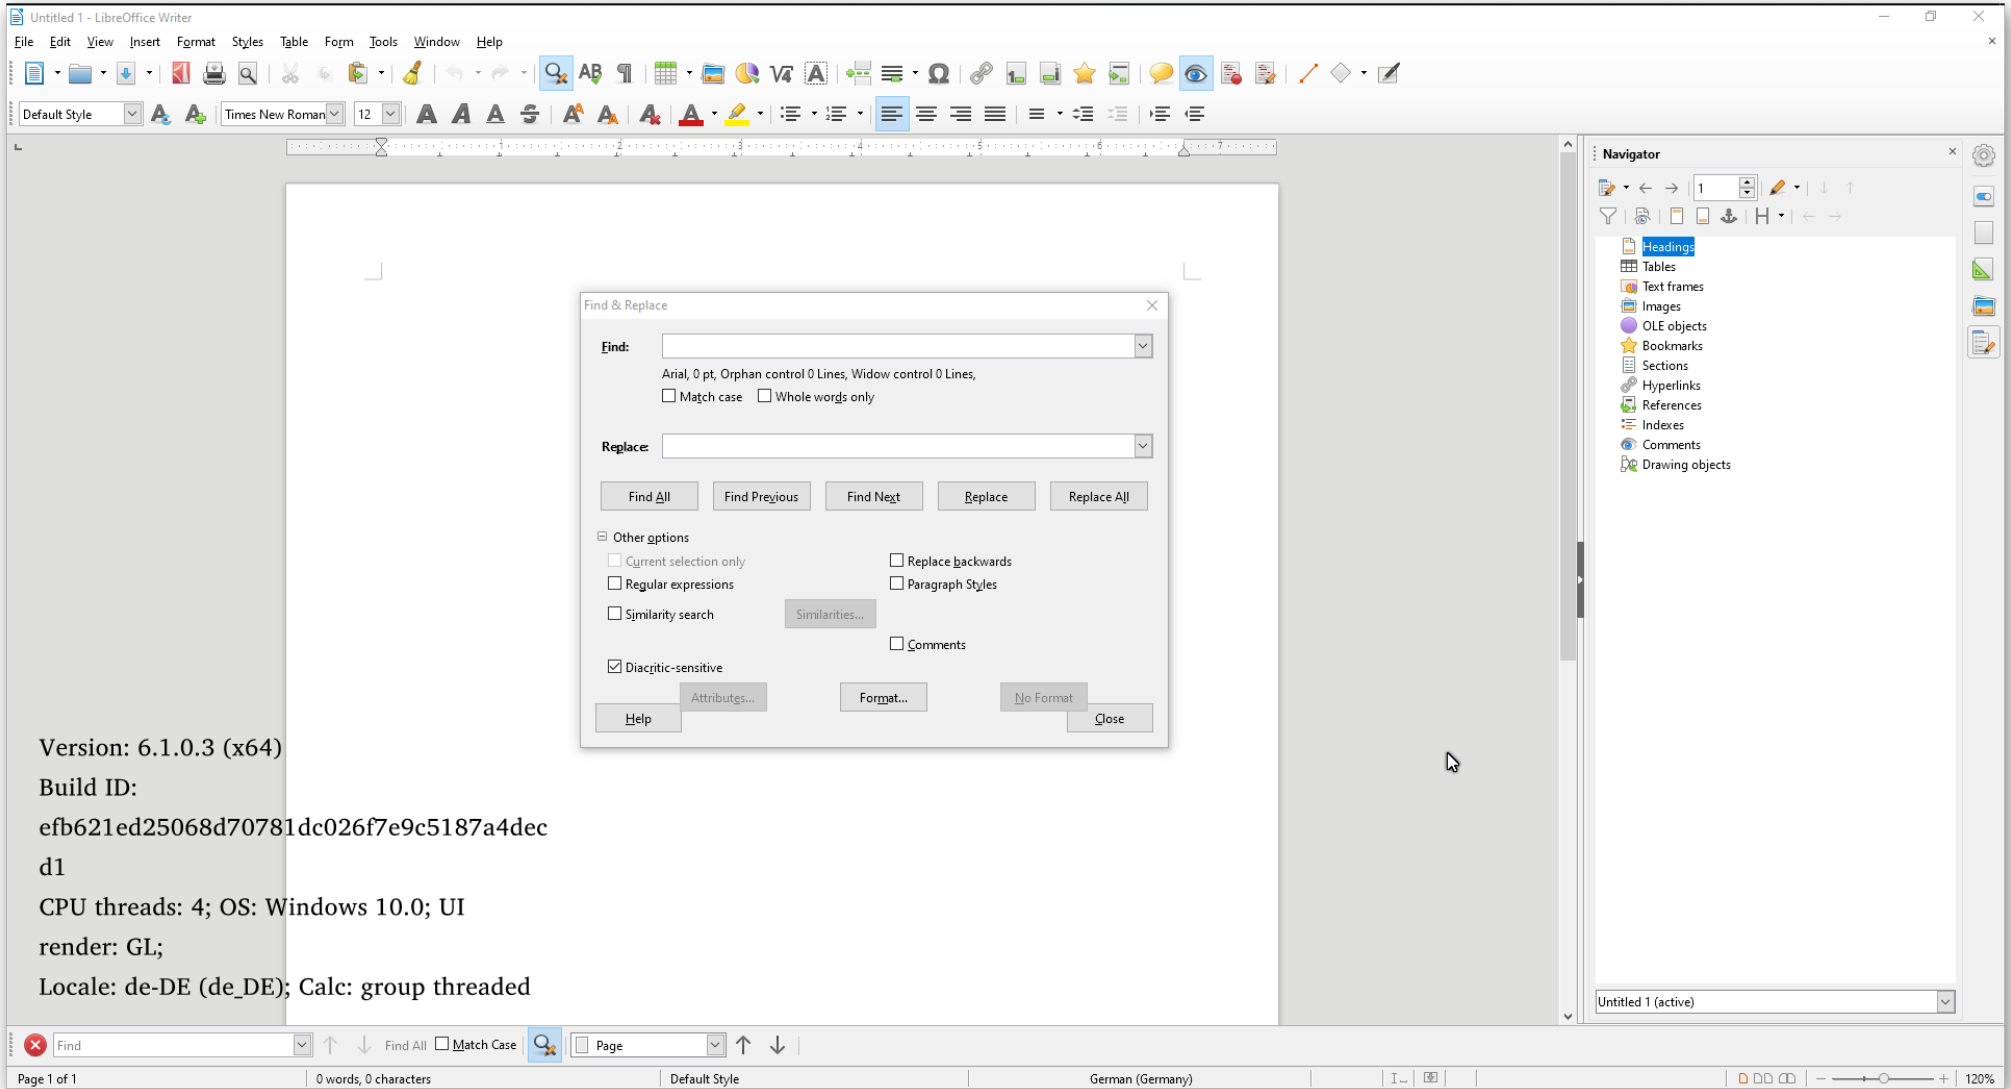 Untitled 1 - LibreOffice Writer
File Edit View Insert Format Styles Table Form Tools Window Help
Default Style Times New Roman 12
1 2 3 4 5 6 7
Navigator
1
Headings
Tables
Text frames
Images
OLE objects
Bookmarks
Sections
Hyperlinks
References
Indexes
Comments
Drawing objects
Untitled 1 (active)
Find & Replace
Find:
Arial, 0 pt, Orphan control 0 Lines, Widow control 0 Lines,
Match case Whole words only
Replace:
Find All Find Previous Find Next Replace Replace All
Other options
Current selection only Replace backwards
Regular expressions Paragraph Styles
Similarity search Similarities...
Comments
Diacritic-sensitive
Attributes... Format... No Format
Help Close
Version: 6.1.0.3 (x64)
Build ID:
efb621ed25068d70781dc026f7e9c5187a4dec
d1
CPU threads: 4; OS: Windows 10.0; UI
render: GL;
Locale: de-DE (de_DE); Calc: group threaded
Find Find All Match Case Page
Page 1 of 1 0 words, 0 characters Default Style German (Germany) 120%